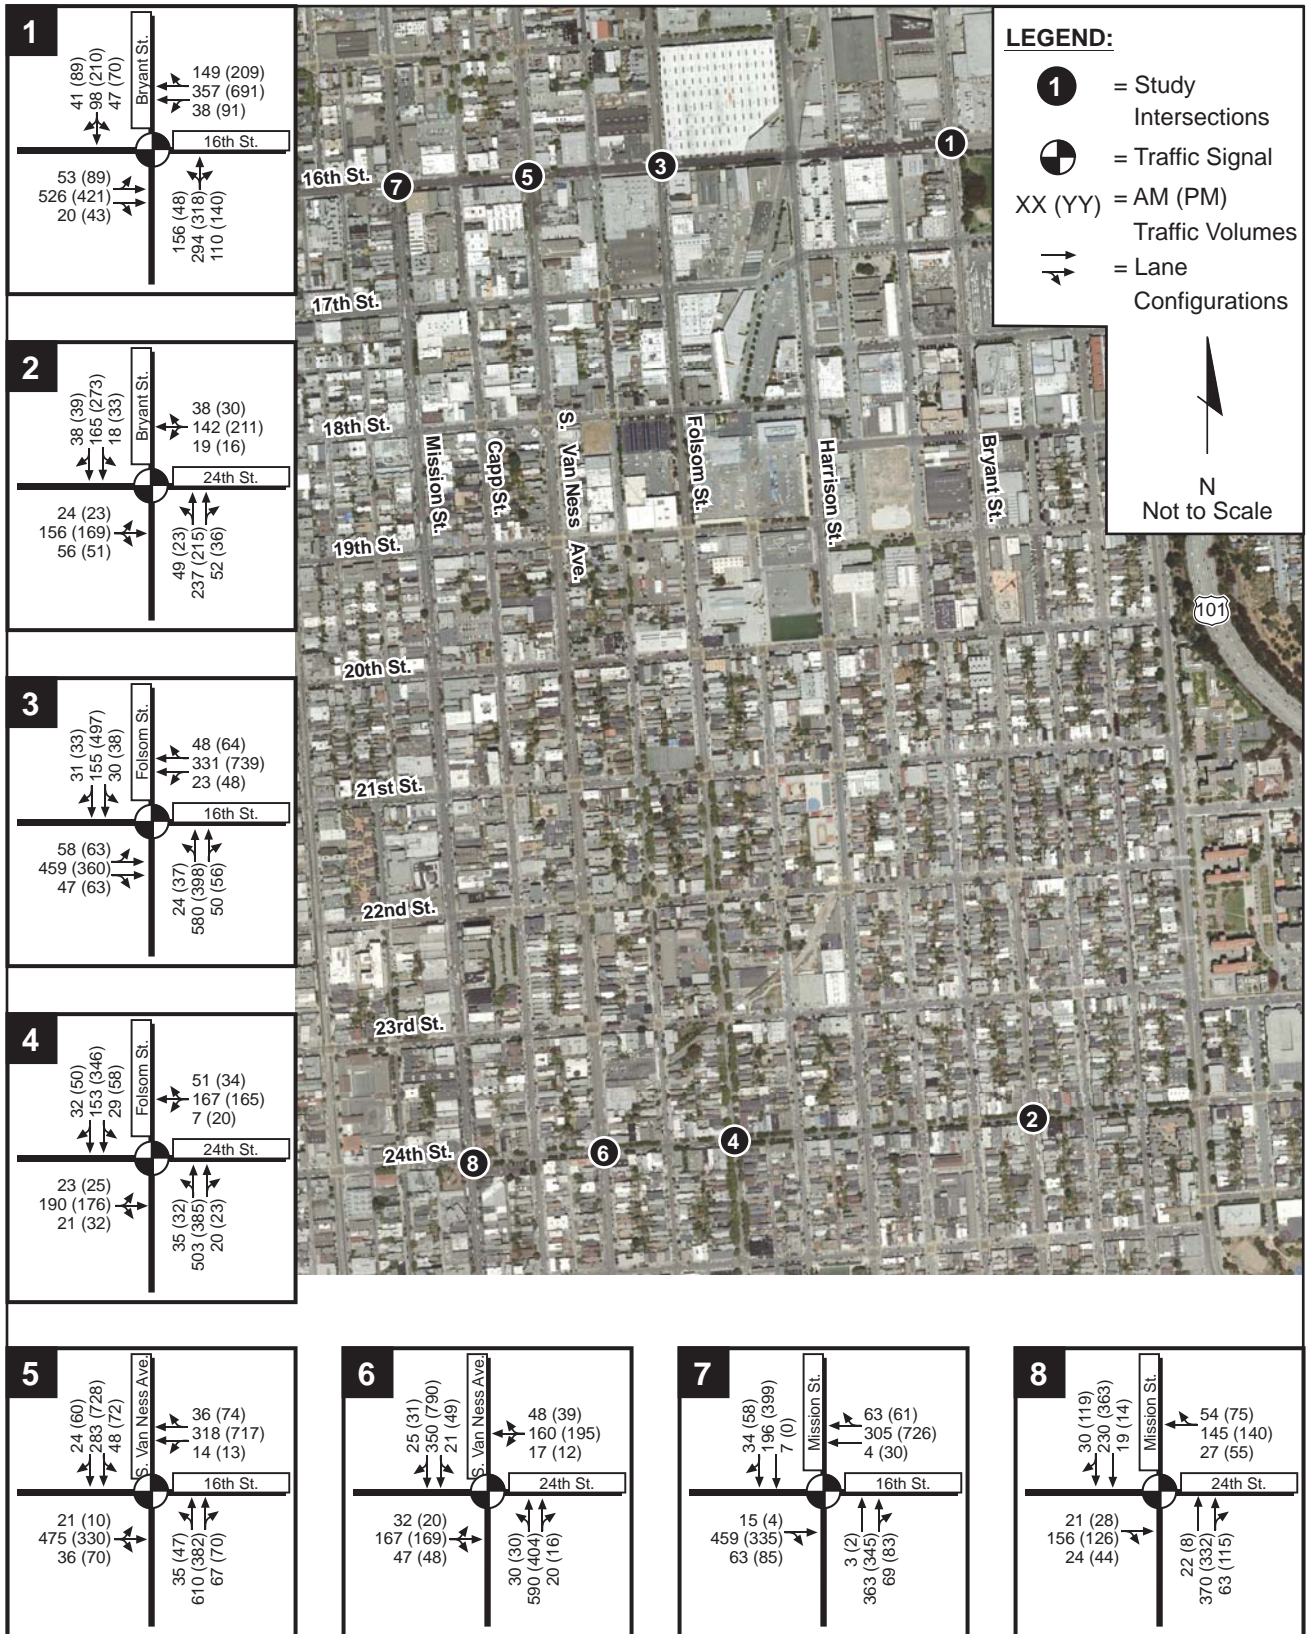 1
Bryant St.
41 (89)
98 (210)
47 (70)
149 (209)
357 (691)
38 (91)
16th St.
53 (89)
526 (421)
20 (43)
156 (48)
294 (318)
110 (140)
2
Bryant St.
38 (39)
165 (273)
18 (33)
38 (30)
142 (211)
19 (16)
24th St.
24 (23)
156 (169)
56 (51)
49 (23)
237 (215)
52 (36)
3
Folsom St.
31 (33)
155 (497)
30 (38)
48 (64)
331 (739)
23 (48)
16th St.
58 (63)
459 (360)
47 (63)
24 (37)
580 (398)
50 (56)
4
Folsom St.
32 (50)
153 (346)
29 (58)
51 (34)
167 (165)
7 (20)
24th St.
23 (25)
190 (176)
21 (32)
35 (32)
503 (385)
20 (23)
LEGEND:
1 = Study
Intersections
= Traffic Signal
XX (YY) = AM (PM)
Traffic Volumes
= Lane
Configurations
N
Not to Scale
16th St.
7
5
3
1
17th St.
18th St.
Mission St.
Capp St.
S. Van Ness Ave.
Folsom St.
Harrison St.
Bryant St.
19th St.
101
20th St.
21st St.
22nd St.
23rd St.
24th St.
8
6
4
2
5
S. Van Ness Ave.
24 (60)
283 (728)
48 (72)
36 (74)
318 (717)
14 (13)
16th St.
21 (10)
475 (330)
36 (70)
35 (47)
610 (382)
67 (70)
6
S. Van Ness Ave.
25 (31)
350 (790)
21 (49)
48 (39)
160 (195)
17 (12)
24th St.
32 (20)
167 (169)
47 (48)
30 (30)
590 (404)
20 (16)
7
Mission St.
34 (58)
196 (399)
7 (0)
63 (61)
305 (726)
4 (30)
16th St.
15 (4)
459 (335)
63 (85)
3 (2)
363 (345)
69 (83)
8
Mission St.
30 (119)
230 (363)
19 (14)
54 (75)
145 (140)
27 (55)
24th St.
21 (28)
156 (126)
24 (44)
22 (8)
370 (332)
63 (115)